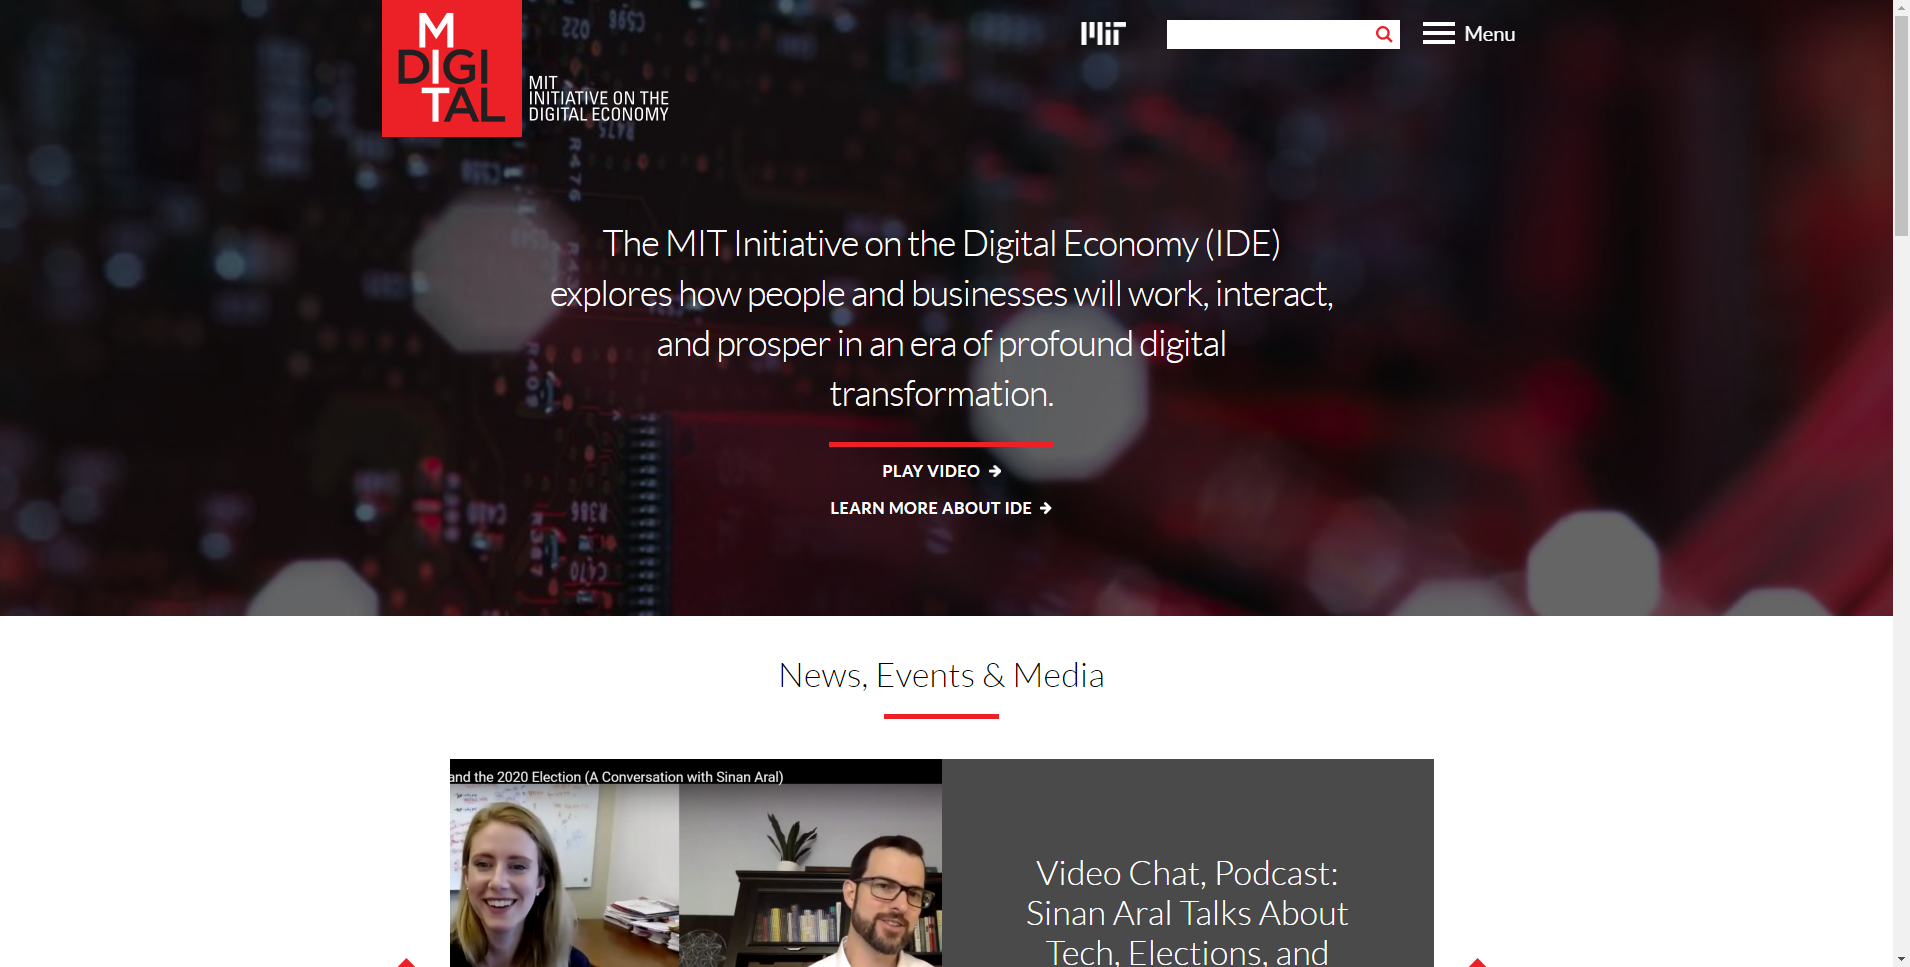 M
DIGI
TAL
MIT
INITIATIVE ON THE
DIGITAL ECONOMY
MIT
Menu
The MIT Initiative on the Digital Economy (IDE)
explores how people and businesses will work, interact,
and prosper in an era of profound digital
transformation.
PLAY VIDEO
LEARN MORE ABOUT IDE
News, Events & Media
and the 2020 Election (A Conversation with Sinan Aral)
Video Chat, Podcast:
Sinan Aral Talks About
Tech, Elections, and